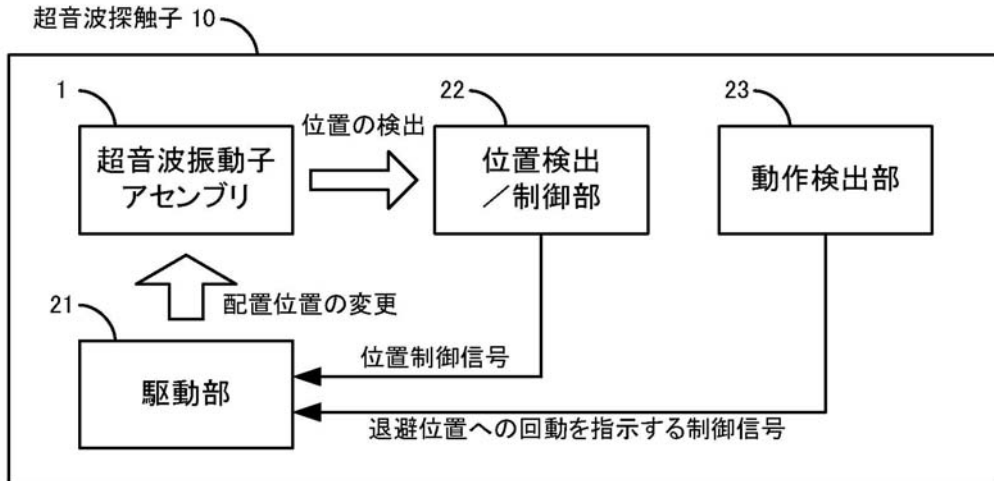 超音波探触子 10
1
超音波振動子
アセンブリ
位置の検出
22
位置検出
／制御部
23
動作検出部
配置位置の変更
21
駆動部
位置制御信号
退避位置への回動を指示する制御信号